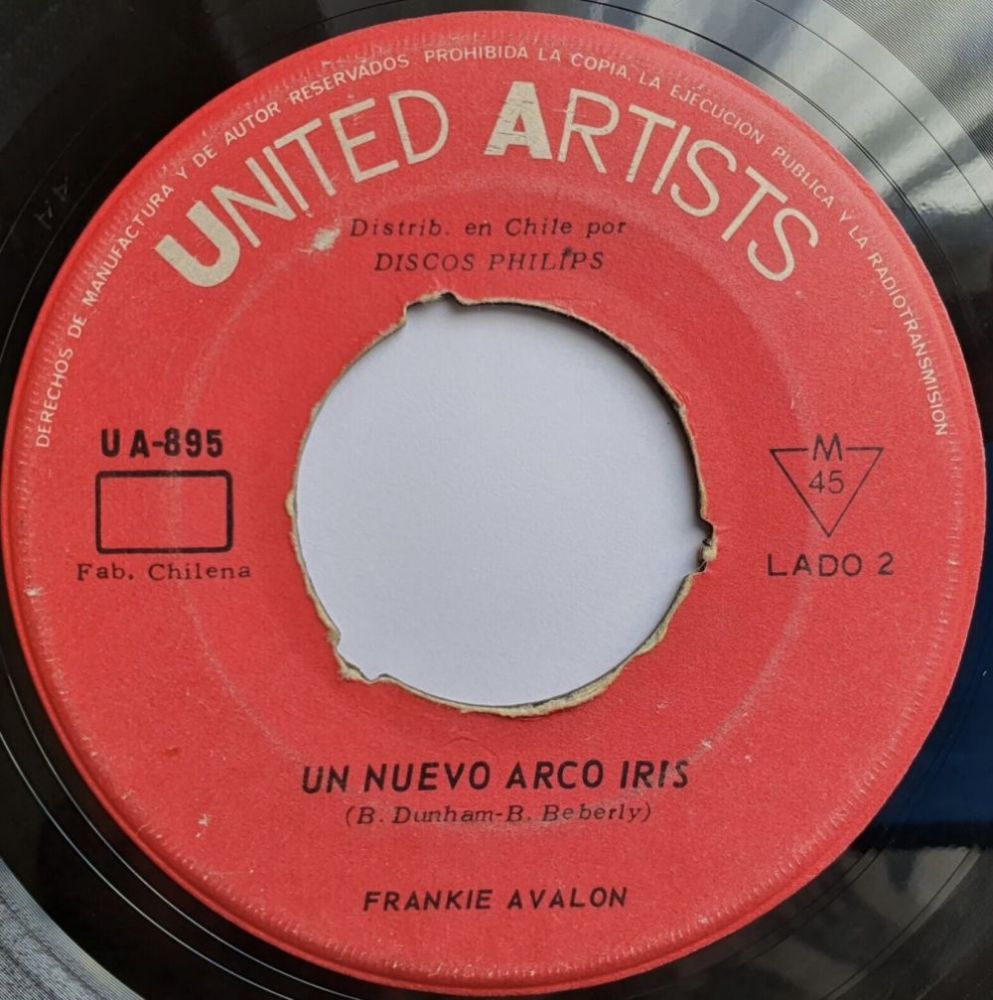 DERECHOS DE MANUFACTURA Y DE AUTOR RESERVADOS PROHIBIDA LA COPIA, LA EJECUCION PUBLICA Y LA RADIOTRANSMISION
UNITED ARTISTS
Distrib. en Chile por
DISCOS PHILIPS
UA-895
Fab. Chilena
M
45
LADO 2
UN NUEVO ARCO IRIS
(B. Dunham-B. Beberly)
FRANKIE AVALON